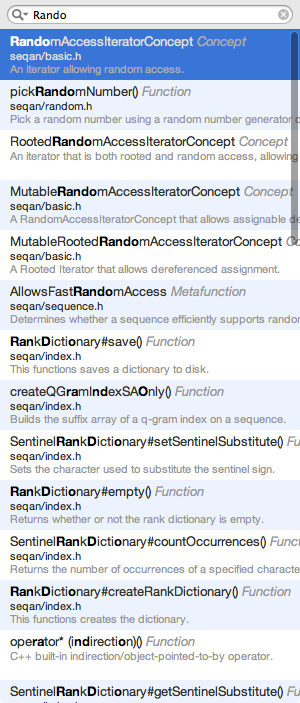 Rando
RandomAccessIteratorConcept Concept
seqan/basic.h
An iterator allowing random access.
pickRandomNumber() Function
seqan/random.h
Pick a random number using a random number generator
RootedRandomAccessIteratorConcept Concept
An iterator that is both rooted and random access, allowing
MutableRandomAccessIteratorConcept Concept
seqan/basic.h
A RandomAccessIteratorConcept that allows assignable
MutableRootedRandomAccessIteratorConcept
seqan/basic.h
A Rooted Iterator that allows dereferenced assignment.
AllowsFastRandomAccess Metafunction
seqan/sequence.h
Determines whether a sequence efficiently supports
RankDictionary#save() Function
seqan/index.h
This functions saves a dictionary to disk.
createQGramIndexSAOnly() Function
seqan/index.h
Builds the suffix array of a q-gram index on a sequence.
SentinelRankDictionary#setSentinelSubstitute()
seqan/index.h
Sets the character used to substitute the sentinel sign.
RankDictionary#empty() Function
seqan/index.h
Returns whether or not the rank dictionary is empty.
SentinelRankDictionary#countOccurrences()
seqan/index.h
Returns the number of occurrences of a specified
RankDictionary#createRankDictionary() Function
seqan/index.h
This functions creates the dictionary.
operator* (indirection)() Function
C++ built-in indirection/object-pointed-to-by operator.
SentinelRankDictionary#getSentinelSubstitute()